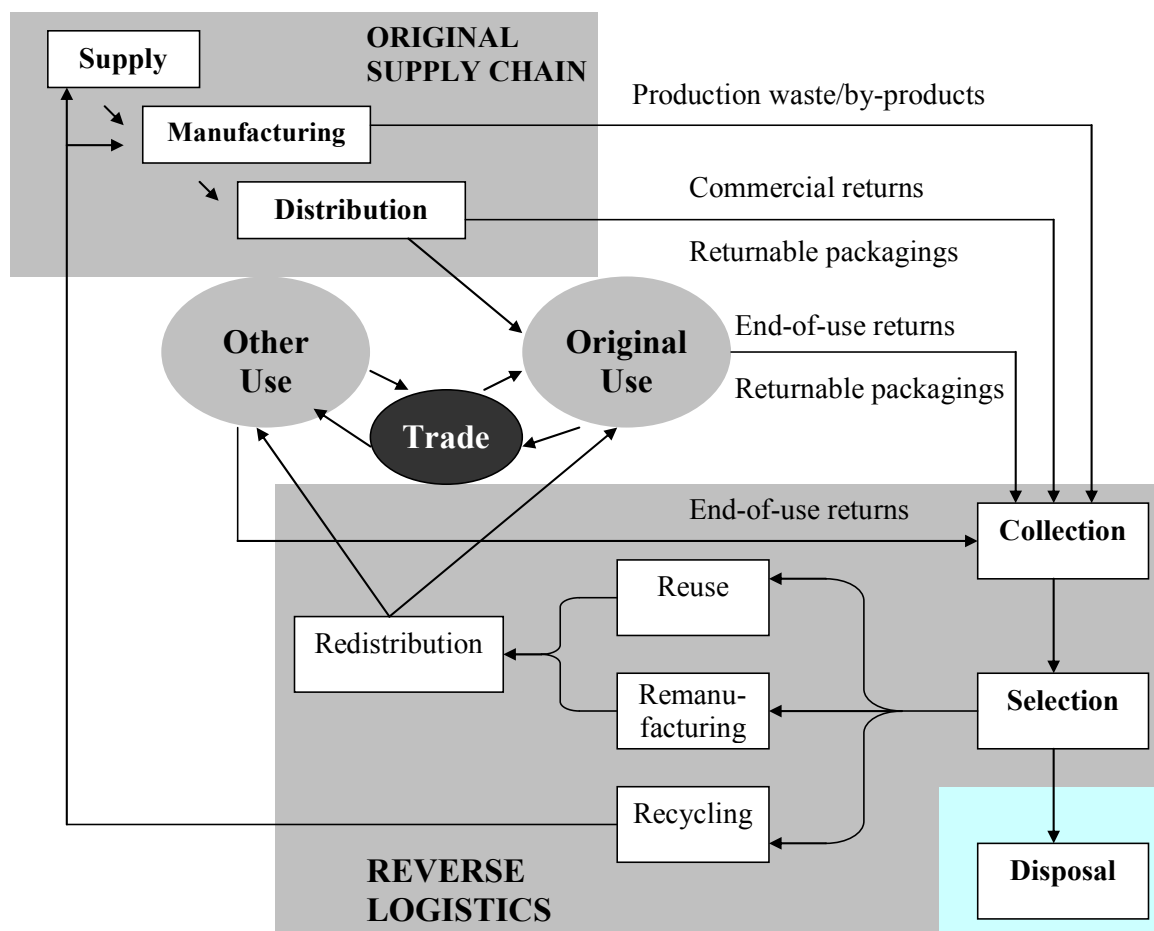 ORIGINAL
SUPPLY CHAIN
Supply
Production waste/by-products
Manufacturing
Commercial returns
Distribution
Returnable packagings
End-of-use returns
Other
Use
Original
Use
Returnable packagings
Trade
End-of-use returns
Collection
Reuse
Redistribution
Remanu-
facturing
Selection
Recycling
REVERSE
LOGISTICS
Disposal